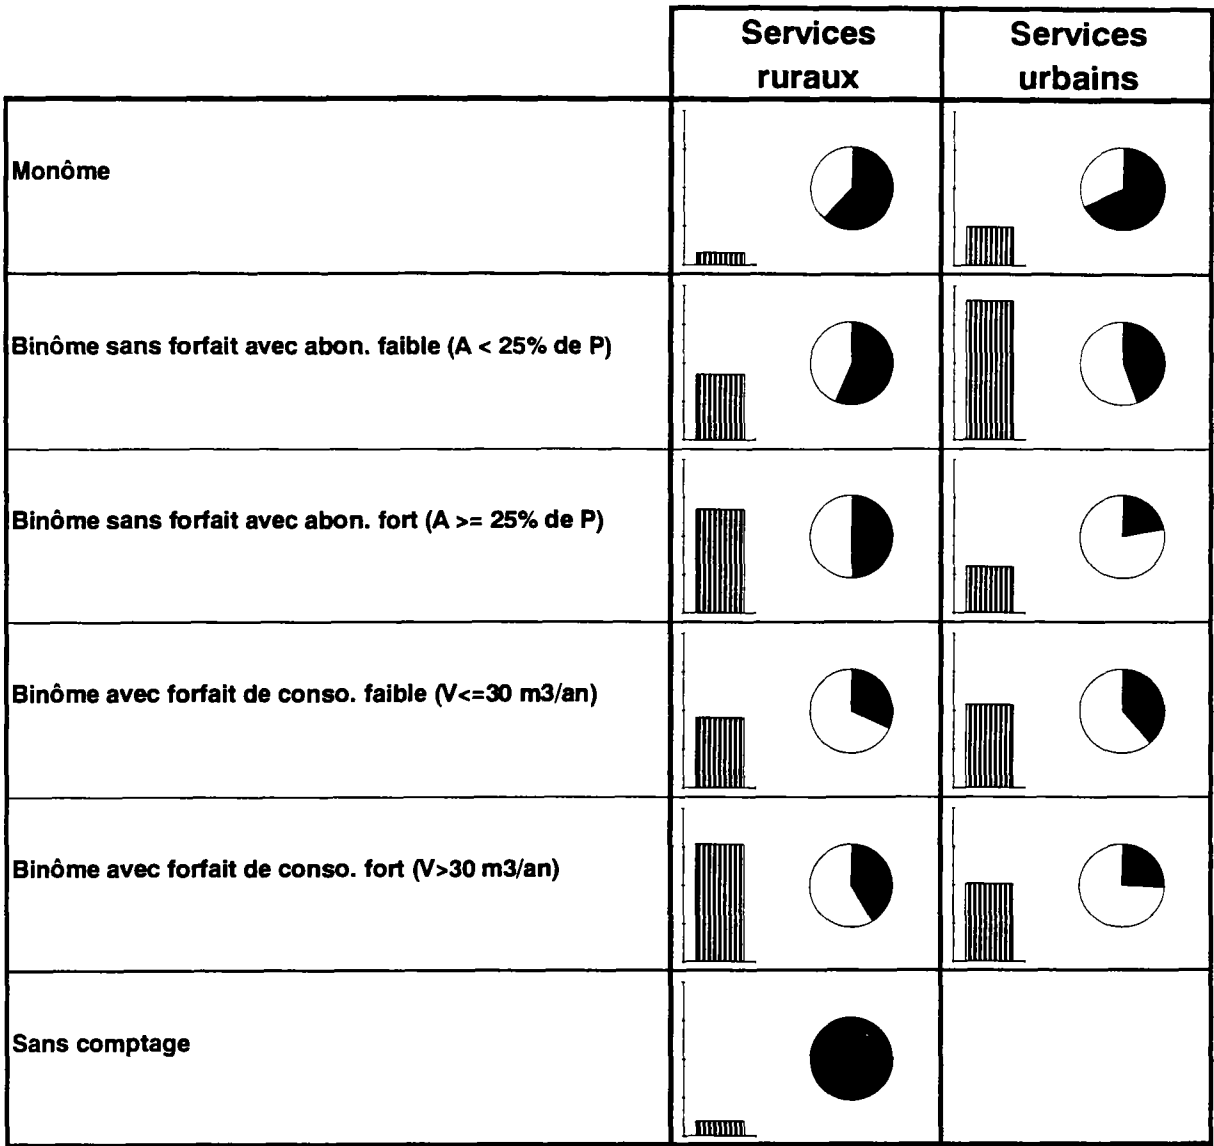 Services
ruraux
Services
urbains
Monôme
Binôme sans forfait avec abon. faible (A < 25% de P)
Binôme sans forfait avec abon. fort (A >= 25% de P)
Binôme avec forfait de conso. faible (V<=30 m3/an)
Binôme avec forfait de conso. fort (V>30 m3/an)
Sans comptage